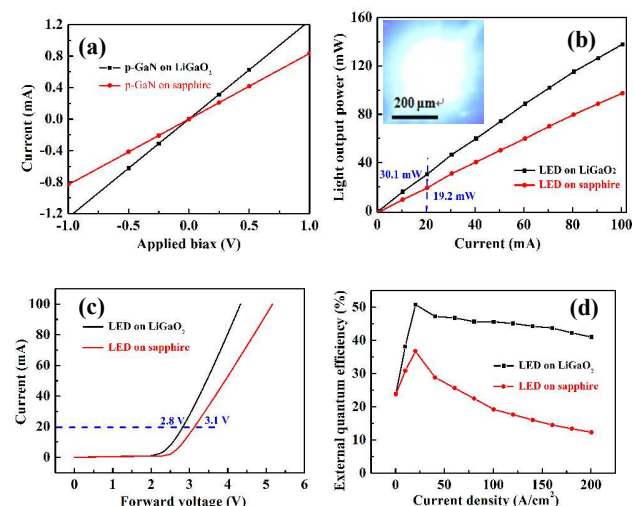 (a)
p-GaN on LiGaO2
p-GaN on sapphire
Current (mA)
1.2
0.8
0.4
0.0
-0.4
-0.8
-1.2
-1.0
-0.5
0.0
0.5
1.0
Applied biax (V)
(b)
200 µm↵
Light output power (mW)
160
120
80
40
0
30.1 mW
19.2 mW
LED on LiGaO2
LED on sapphire
0
20
40
60
80
100
Current (mA)
(c)
LED on LiGaO2
LED on sapphire
Current (mA)
100
80
60
40
20
0
2.8 V
3.1 V
0
1
2
3
4
5
6
Forward voltage (V)
(d)
External quantum efficiency (%)
50
40
30
20
10
0
LED on LiGaO2
LED on sapphire
0
50
100
150
200
Current density (A/cm2)